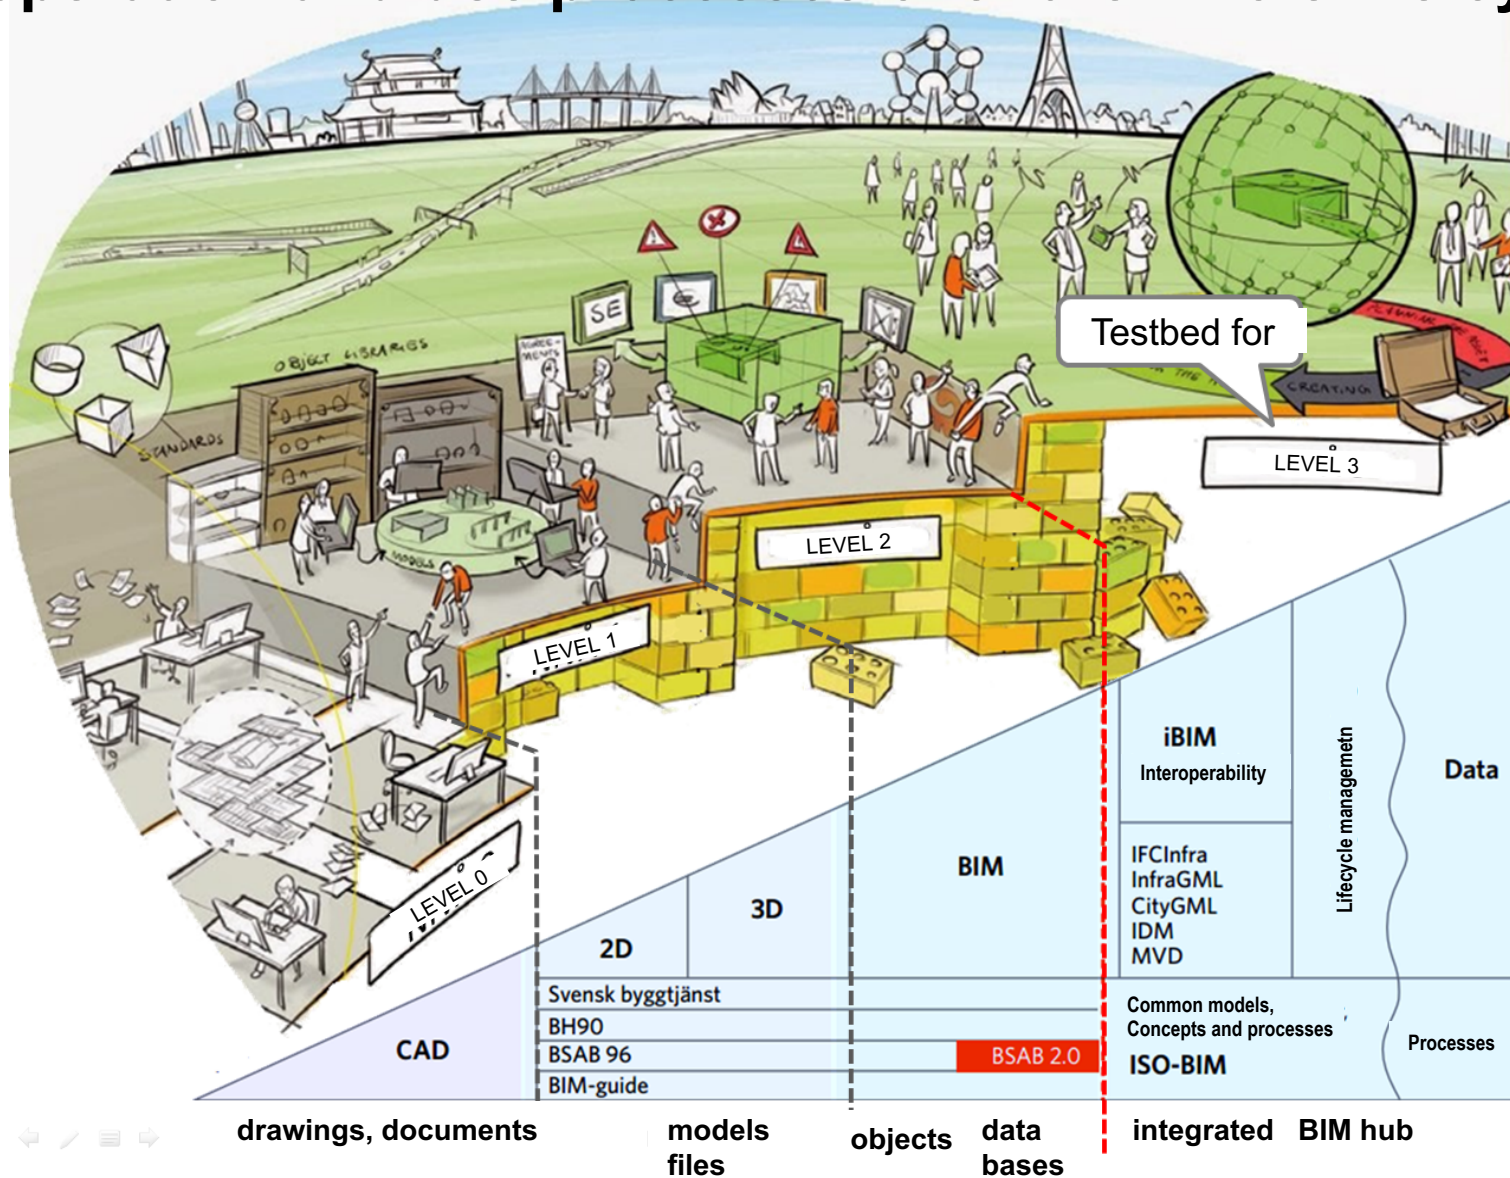 SE
AGREE-
MENTS
OBJECT LIBRARIES
STANDARDS
MODELS
Testbed for
CREATING
LEVEL 3
LEVEL 2
LEVEL 1
LEVEL 0
iBIM
Interoperability
Lifecycle managemetn
Data
IFCInfra
InfraGML
CityGML
IDM
MVD
BIM
3D
2D
CAD
Svensk byggtjänst
BH90
BSAB 96
BSAB 2.0
BIM-guide
Common models,
Concepts and processes
ISO-BIM
Processes
drawings, documents
models
files
objects
data
bases
integrated BIM hub